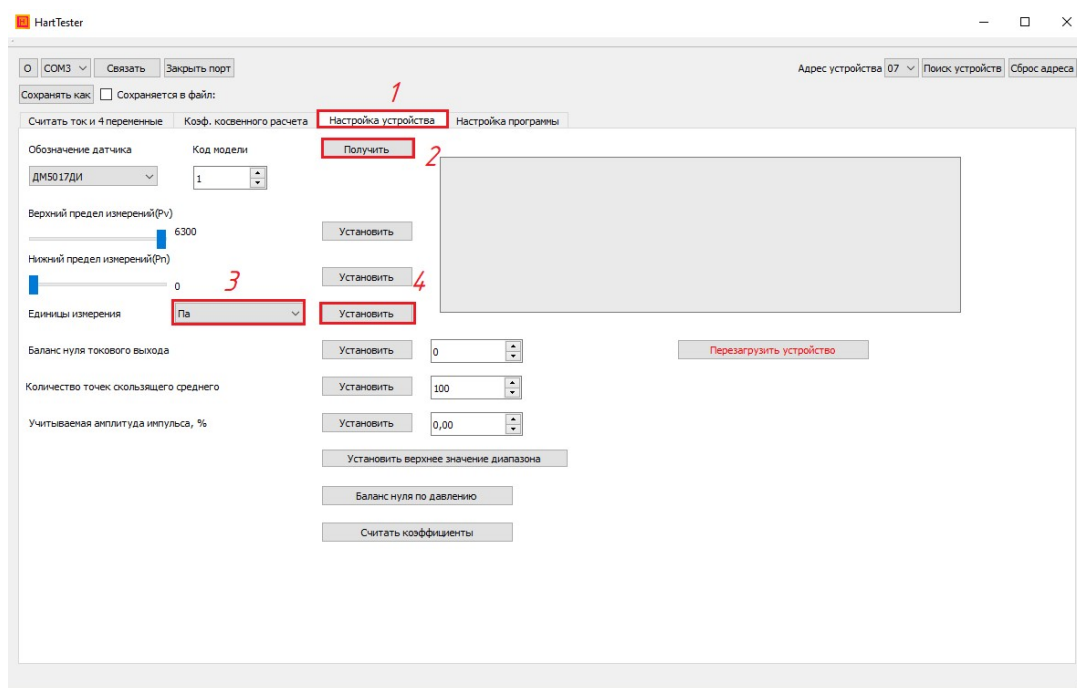 HartTester
О COM3 Связать Закрыть порт Адрес устройства 07 Поиск устройств Сброс адреса
Сохранять как Сохраняется в файл:
1
Считать ток и 4 переменные Коэф. косвенного расчета Настройка устройства Настройка программы
Обозначение датчика Код модели Получить 2
ДМ5017ДИ 1
Верхний предел измерений(Pv)
6300 Установить
Нижний предел измерений(Pn)
0 Установить
3 4
Единицы измерения Па Установить
Баланс нуля токового выхода Установить 0 Перезагрузить устройство
Количество точек скользящего среднего Установить 100
Учитываемая амплитуда импульса, % Установить 0,00
Установить верхнее значение диапазона
Баланс нуля по давлению
Считать коэффициенты